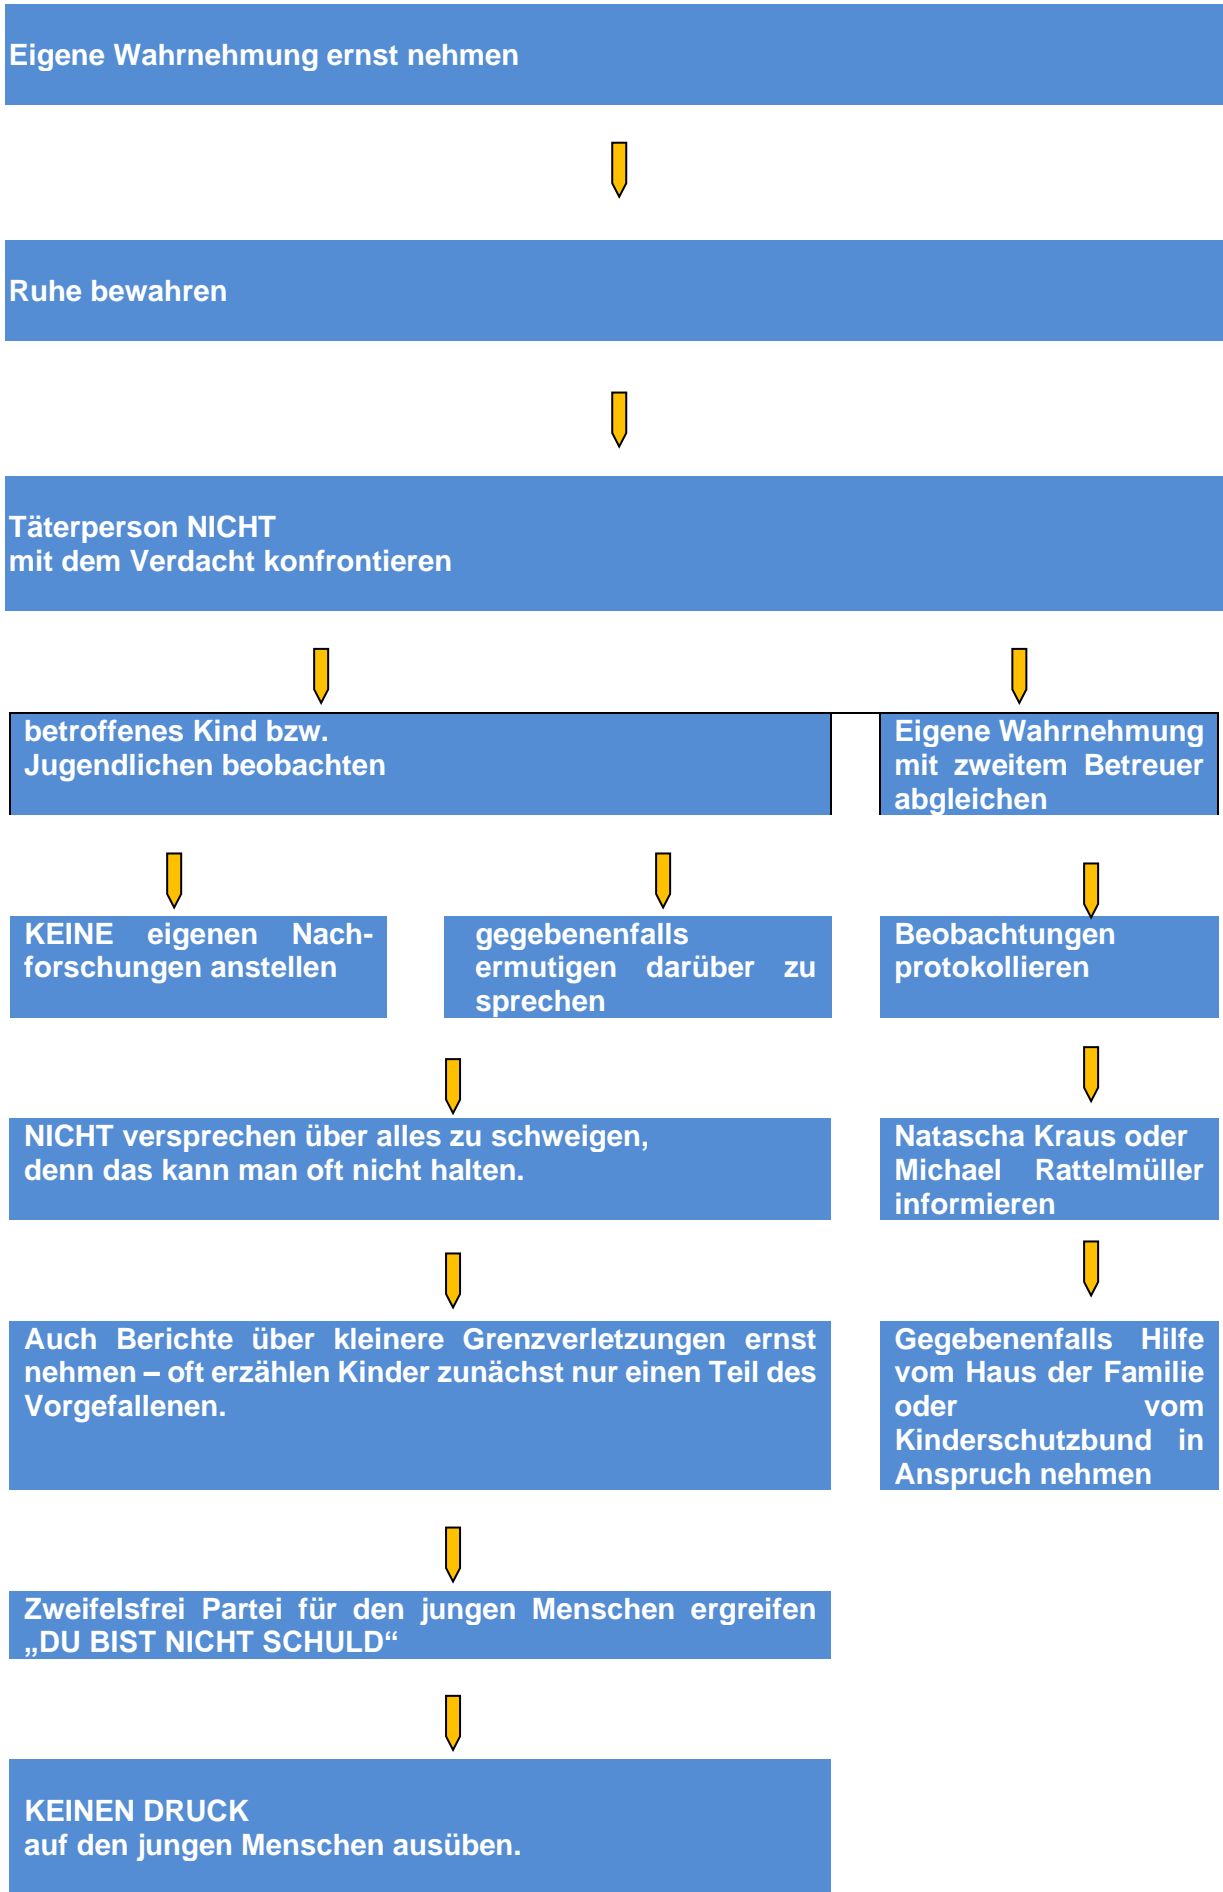 Eigene Wahrnehmung ernst nehmen
Ruhe bewahren
Täterperson NICHT
mit dem Verdacht konfrontieren
betroffenes Kind bzw.
Jugendlichen beobachten
Eigene Wahrnehmung
mit zweitem Betreuer
abgleichen
KEINE eigenen Nach-
forschungen anstellen
gegebenenfalls
ermutigen darüber zu
sprechen
Beobachtungen
protokollieren
NICHT versprechen über alles zu schweigen,
denn das kann man oft nicht halten.
Natascha Kraus oder
Michael Rattelmüller
informieren
Auch Berichte über kleinere Grenzverletzungen ernst
nehmen – oft erzählen Kinder zunächst nur einen Teil des
Vorgefallenen.
Gegebenenfalls Hilfe
vom Haus der Familie
oder vom
Kinderschutzbund in
Anspruch nehmen
Zweifelsfrei Partei für den jungen Menschen ergreifen
„DU BIST NICHT SCHULD“
KEINEN DRUCK
auf den jungen Menschen ausüben.